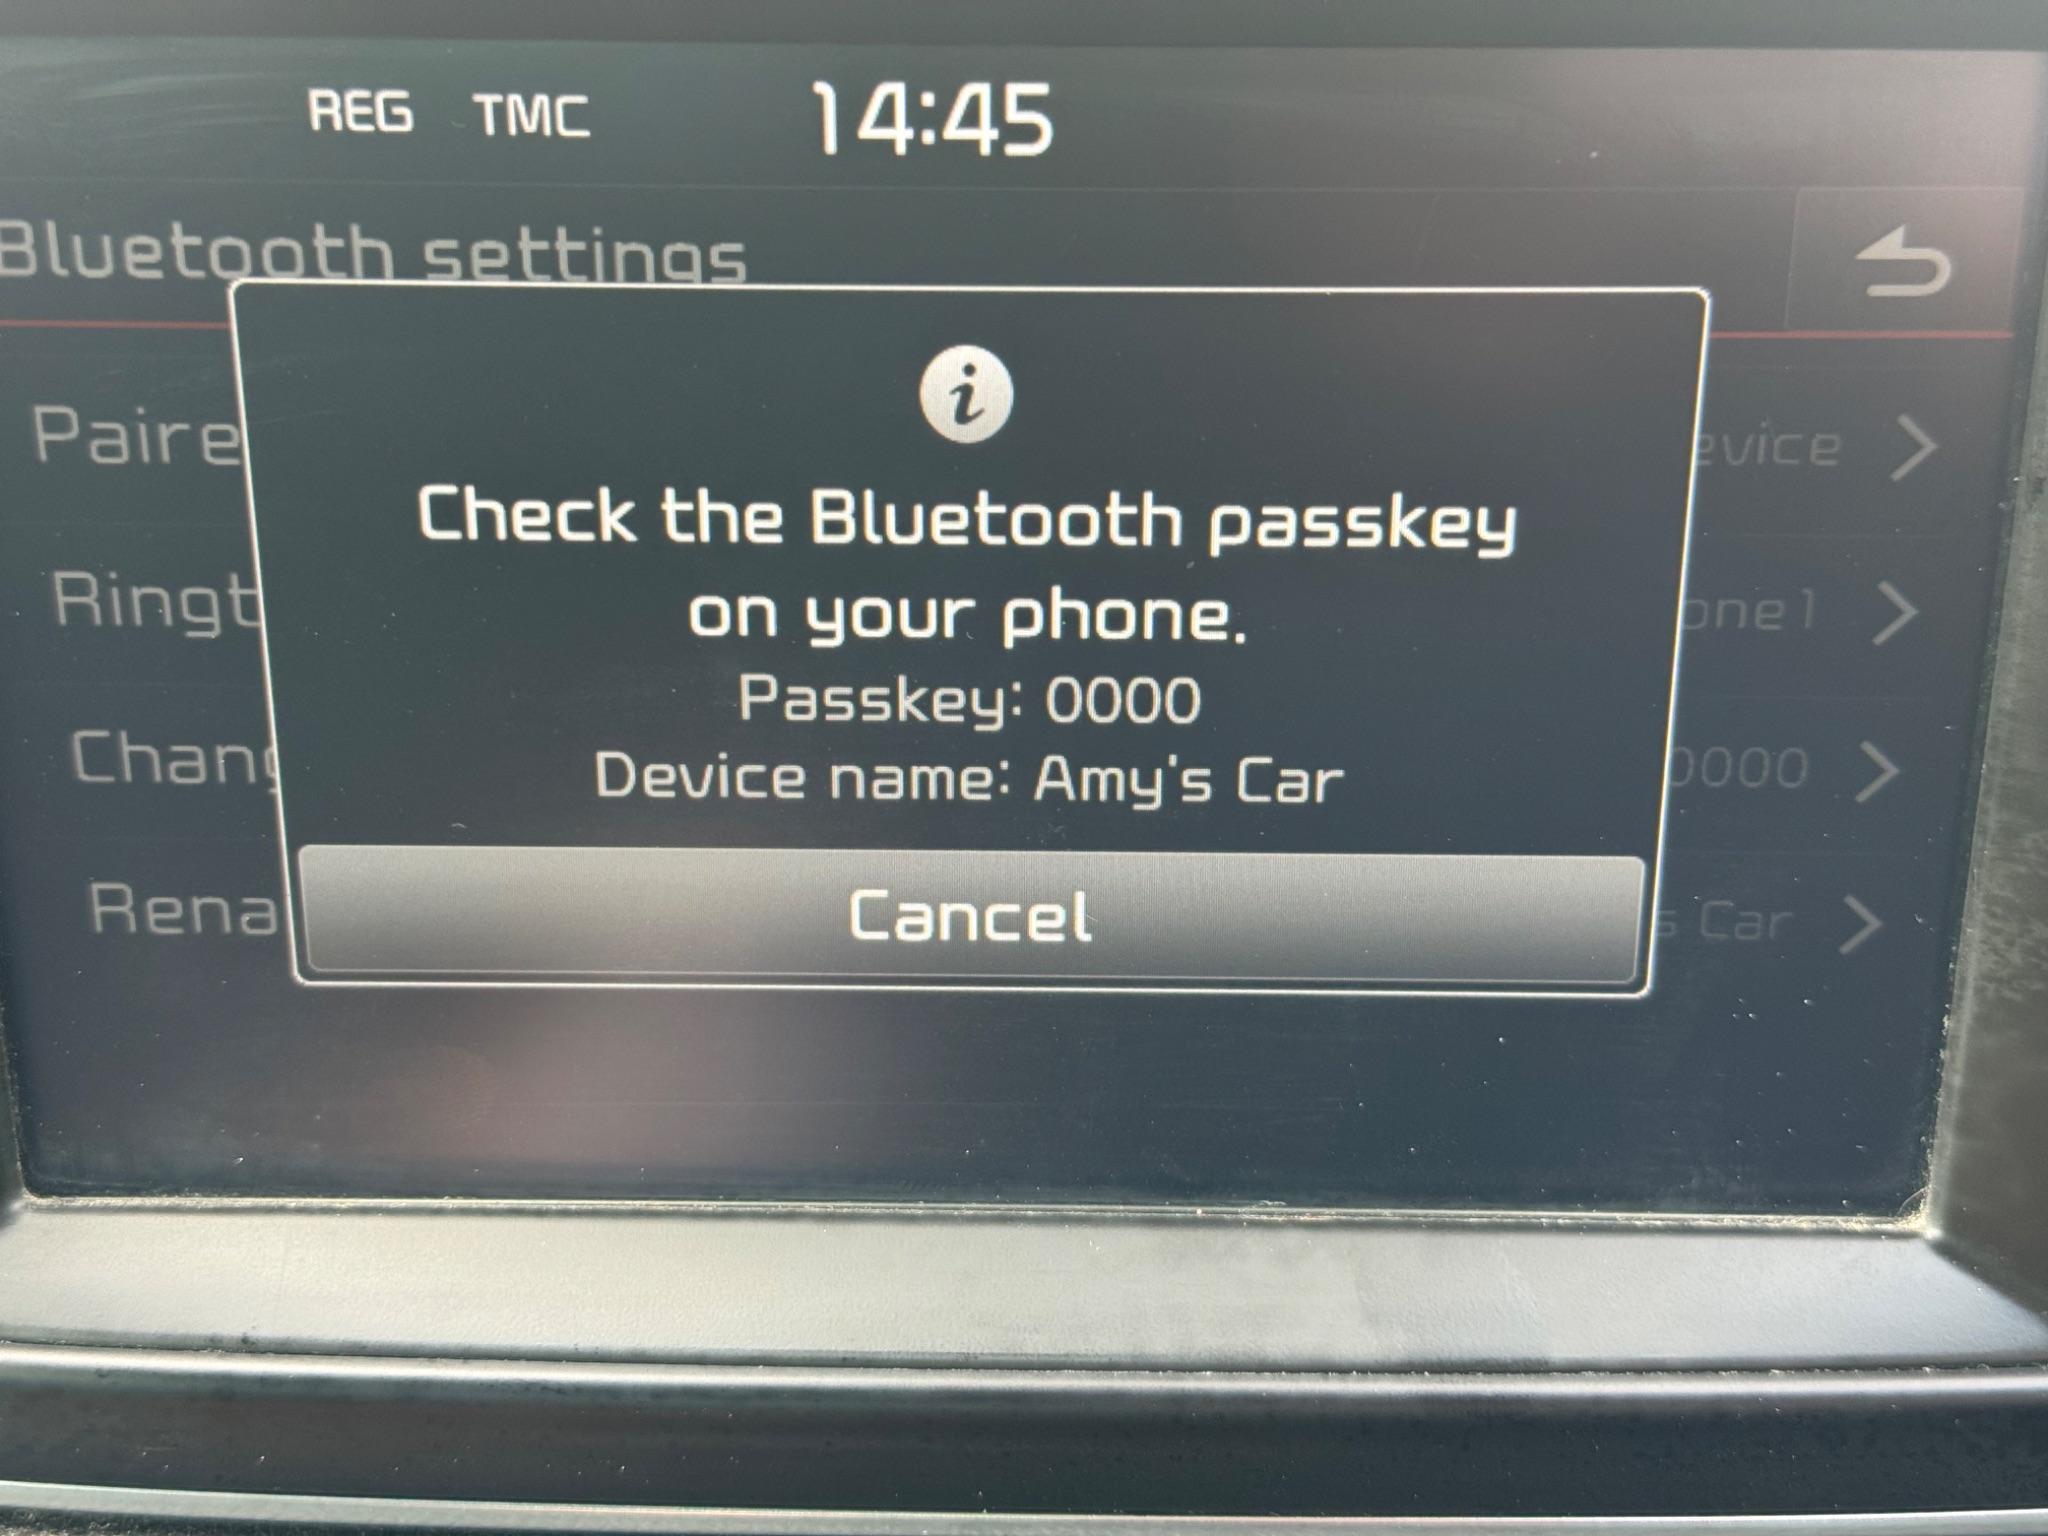 REG TMC 14:45
Bluetooth settings
Check the Bluetooth passkey
on your phone.
Passkey: 0000
Device name: Amy's Car
Cancel
Car